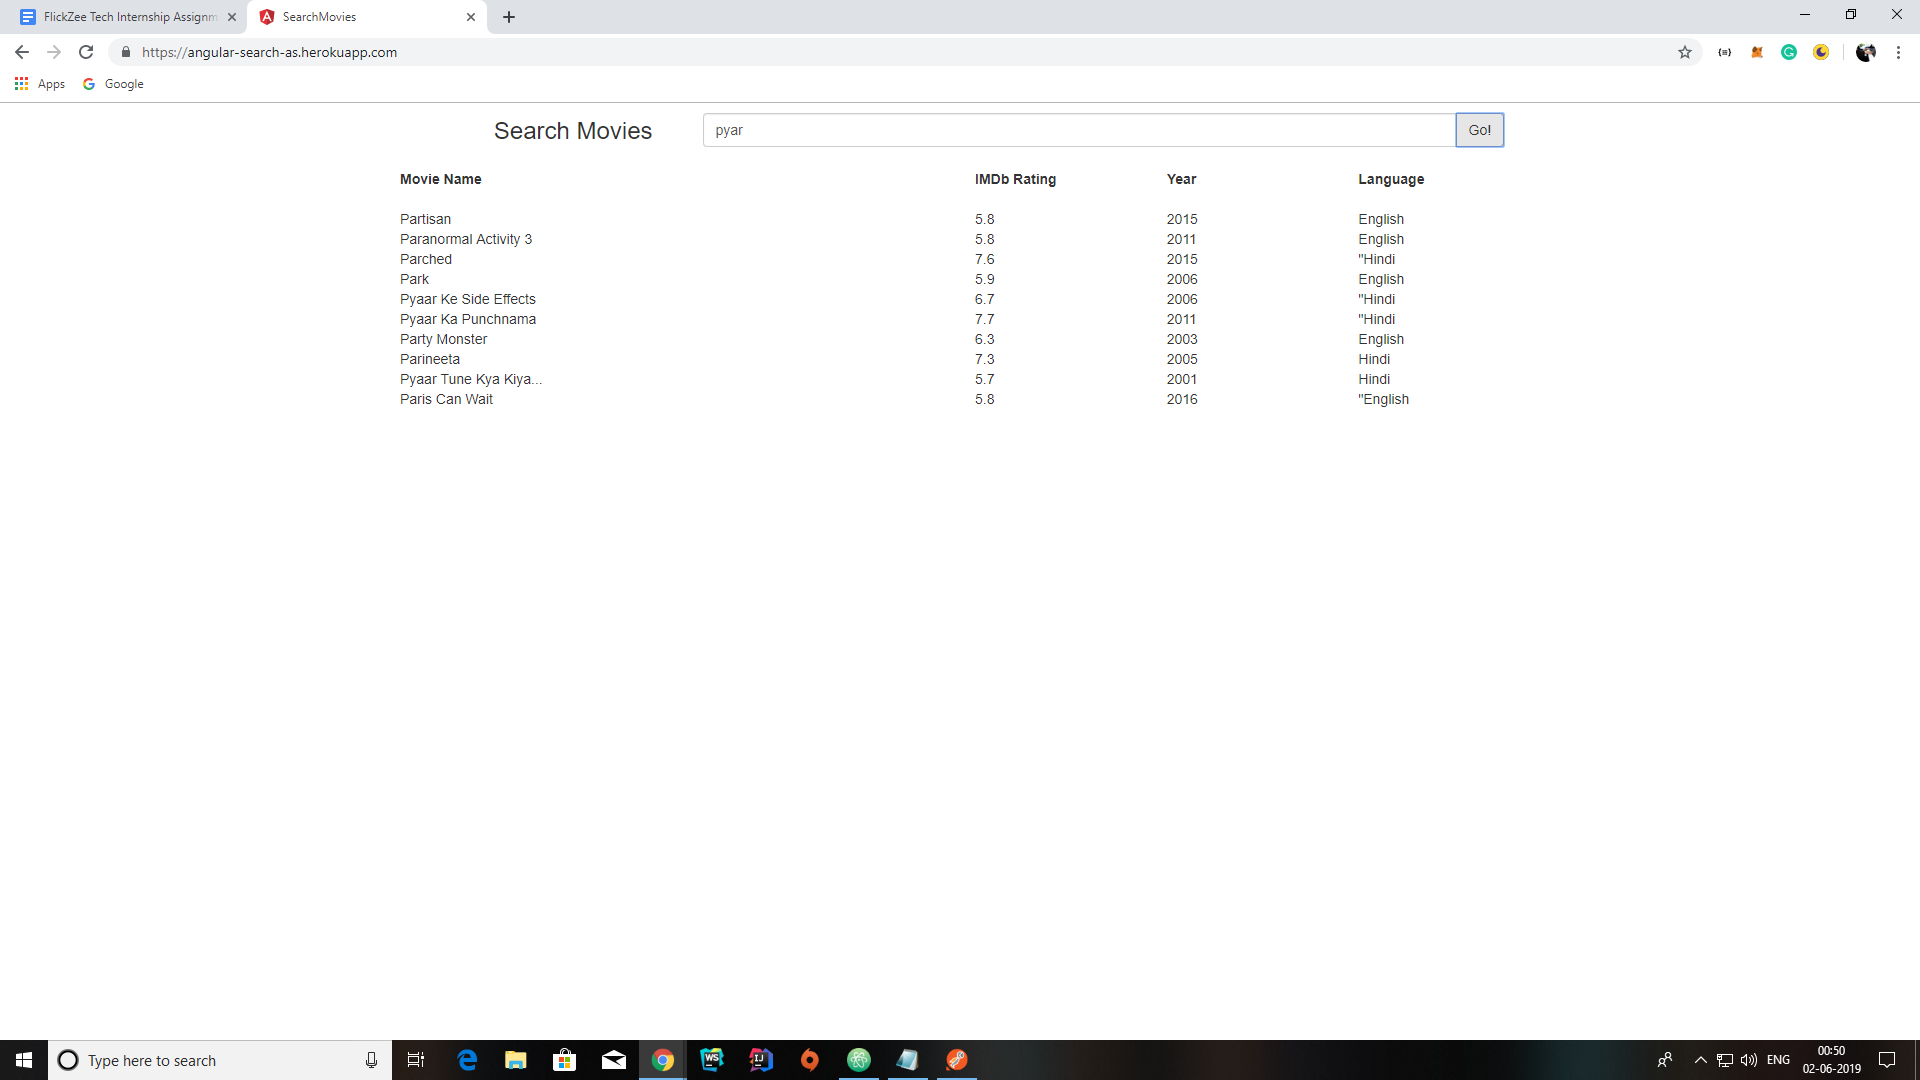 FlickZee Tech Internship Assignm
SearchMovies
https://angular-search-as.herokuapp.com
Apps Google
Search Movies pyar Go!
Movie Name IMDb Rating Year Language
Partisan 5.8 2015 English
Paranormal Activity 3 5.8 2011 English
Parched 7.6 2015 "Hindi
Park 5.9 2006 English
Pyaar Ke Side Effects 6.7 2006 "Hindi
Pyaar Ka Punchnama 7.7 2011 "Hindi
Party Monster 6.3 2003 English
Parineeta 7.3 2005 Hindi
Pyaar Tune Kya Kiya... 5.7 2001 Hindi
Paris Can Wait 5.8 2016 "English
Type here to search
WS
IJ
ENG
00:50
02-06-2019